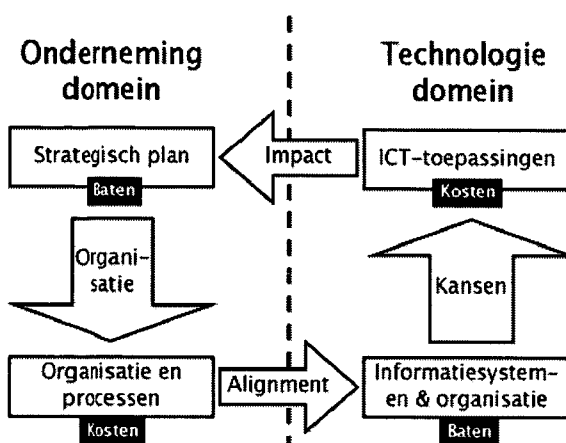 Onderneming
domein
Technologie
domein
Strategisch plan
Baten
Impact
ICT-toepassingen
Kosten
Organi-
satie
Kansen
Organisatie en
processen
Kosten
Alignment
Informatiesystem-
en & organisatie
Baten